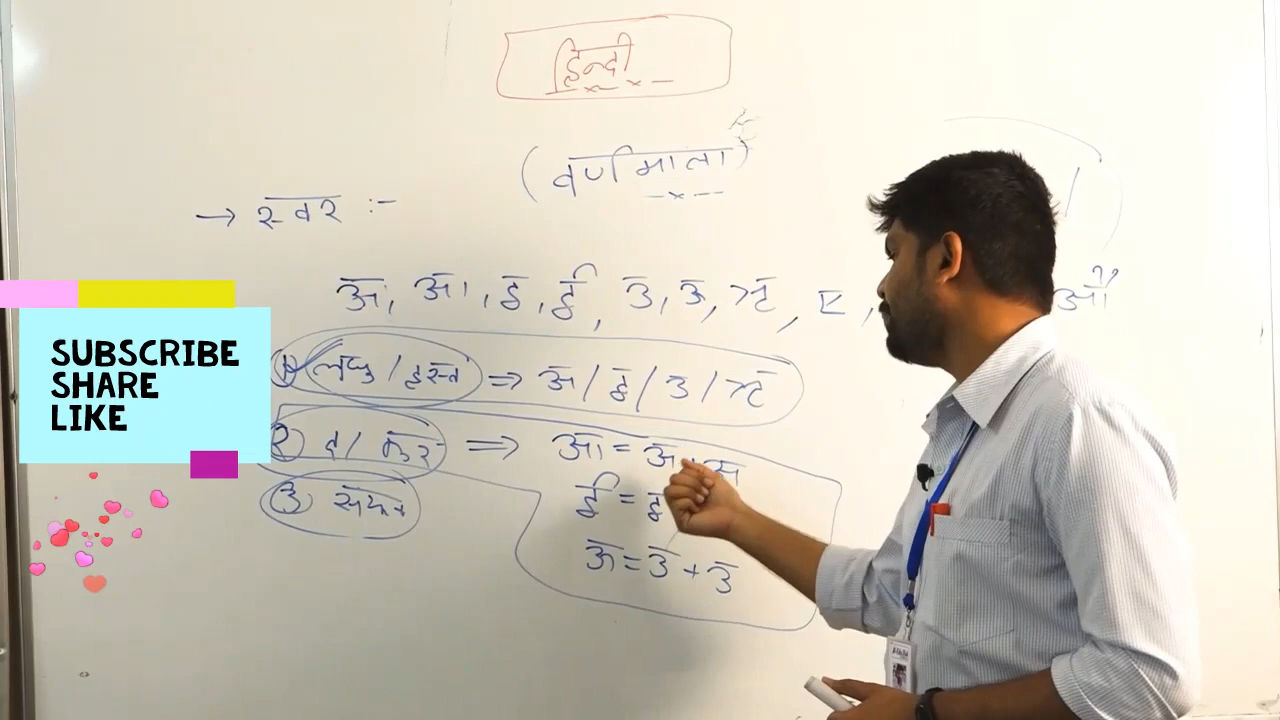 हिन्दी
(वर्णमाला)
→ स्वर :-
अ, आ, इ, ई, उ, ऊ, ऋ, ए, ओ
SUBSCRIBE
SHARE
LIKE
1) लघु / ह्रस्व ⇒ अ / इ / उ / ऋ
2) ⇒ आ = अ +
ई = इ
ऊ = उ + उ
3) संयुक्त